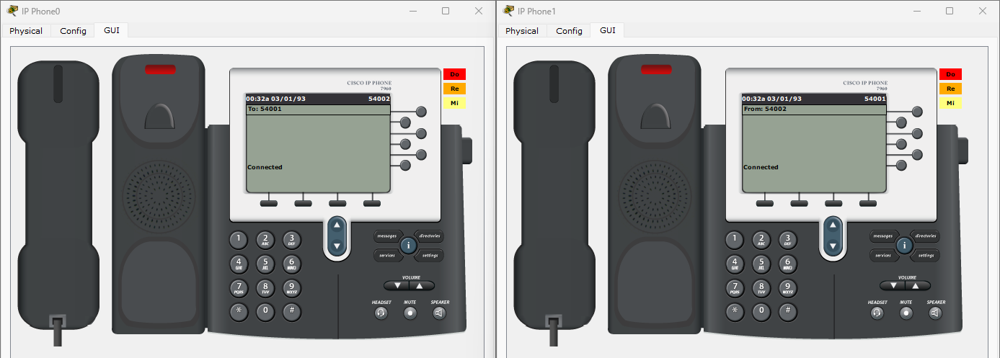 IP Phone0
Physical Config GUI
Do
Re
Mi
CISCO IP PHONE
7960
00:32a 03/01/93 54002
To: 54001
Connected
1 2 ABC 3 DEF
4 GHI 5 JKL 6 MNO
7 PQRS 8 TUV 9 WXYZ
* 0 #
messages directories
i
services settings
VOLUME
HEADSET MUTE SPEAKER
IP Phone1
Physical Config GUI
Do
Re
Mi
CISCO IP PHONE
7960
00:32a 03/01/93 54001
From: 54002
Connected
1 2 ABC 3 DEF
4 GHI 5 JKL 6 MNO
7 PQRS 8 TUV 9 WXYZ
* 0 #
messages directories
i
services settings
VOLUME
HEADSET MUTE SPEAKER